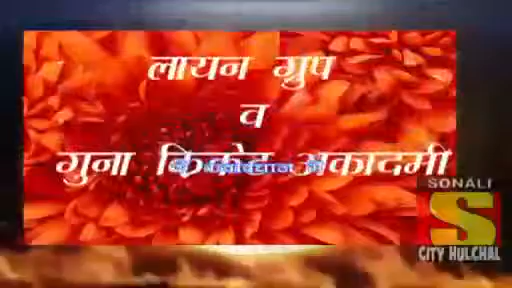 लायन ग्रुप
व
गुना क्रिकेट अकादमी
SONALI
S
CITY HULCHAL